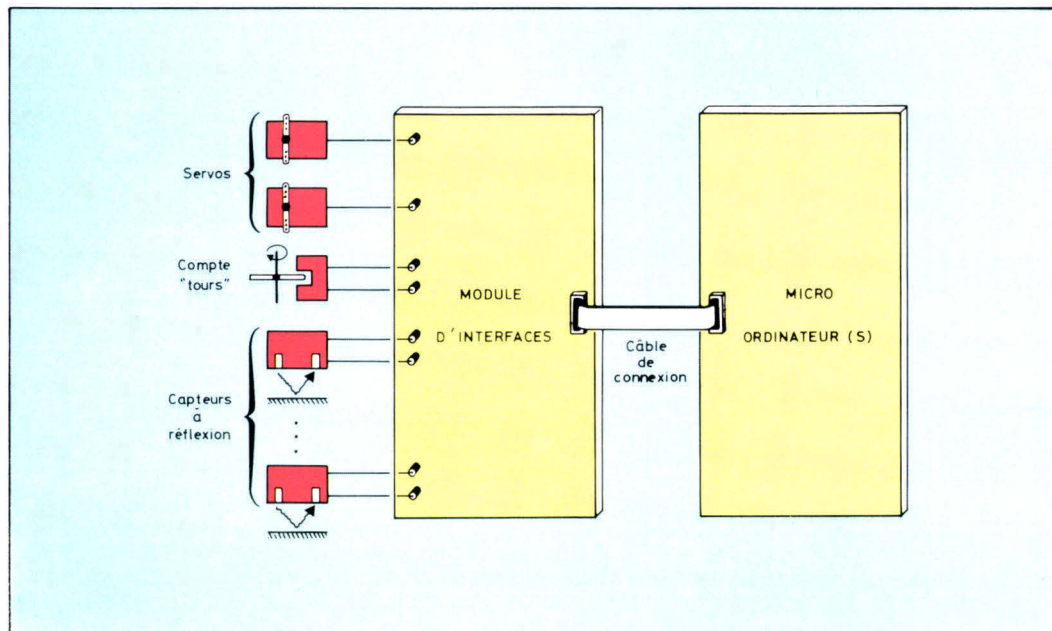 Servos
Compte
"tours"
Capteurs
à
réflexion
MODULE
D'INTERFACES
Câble
de
connexion
MICRO
ORDINATEUR (S)